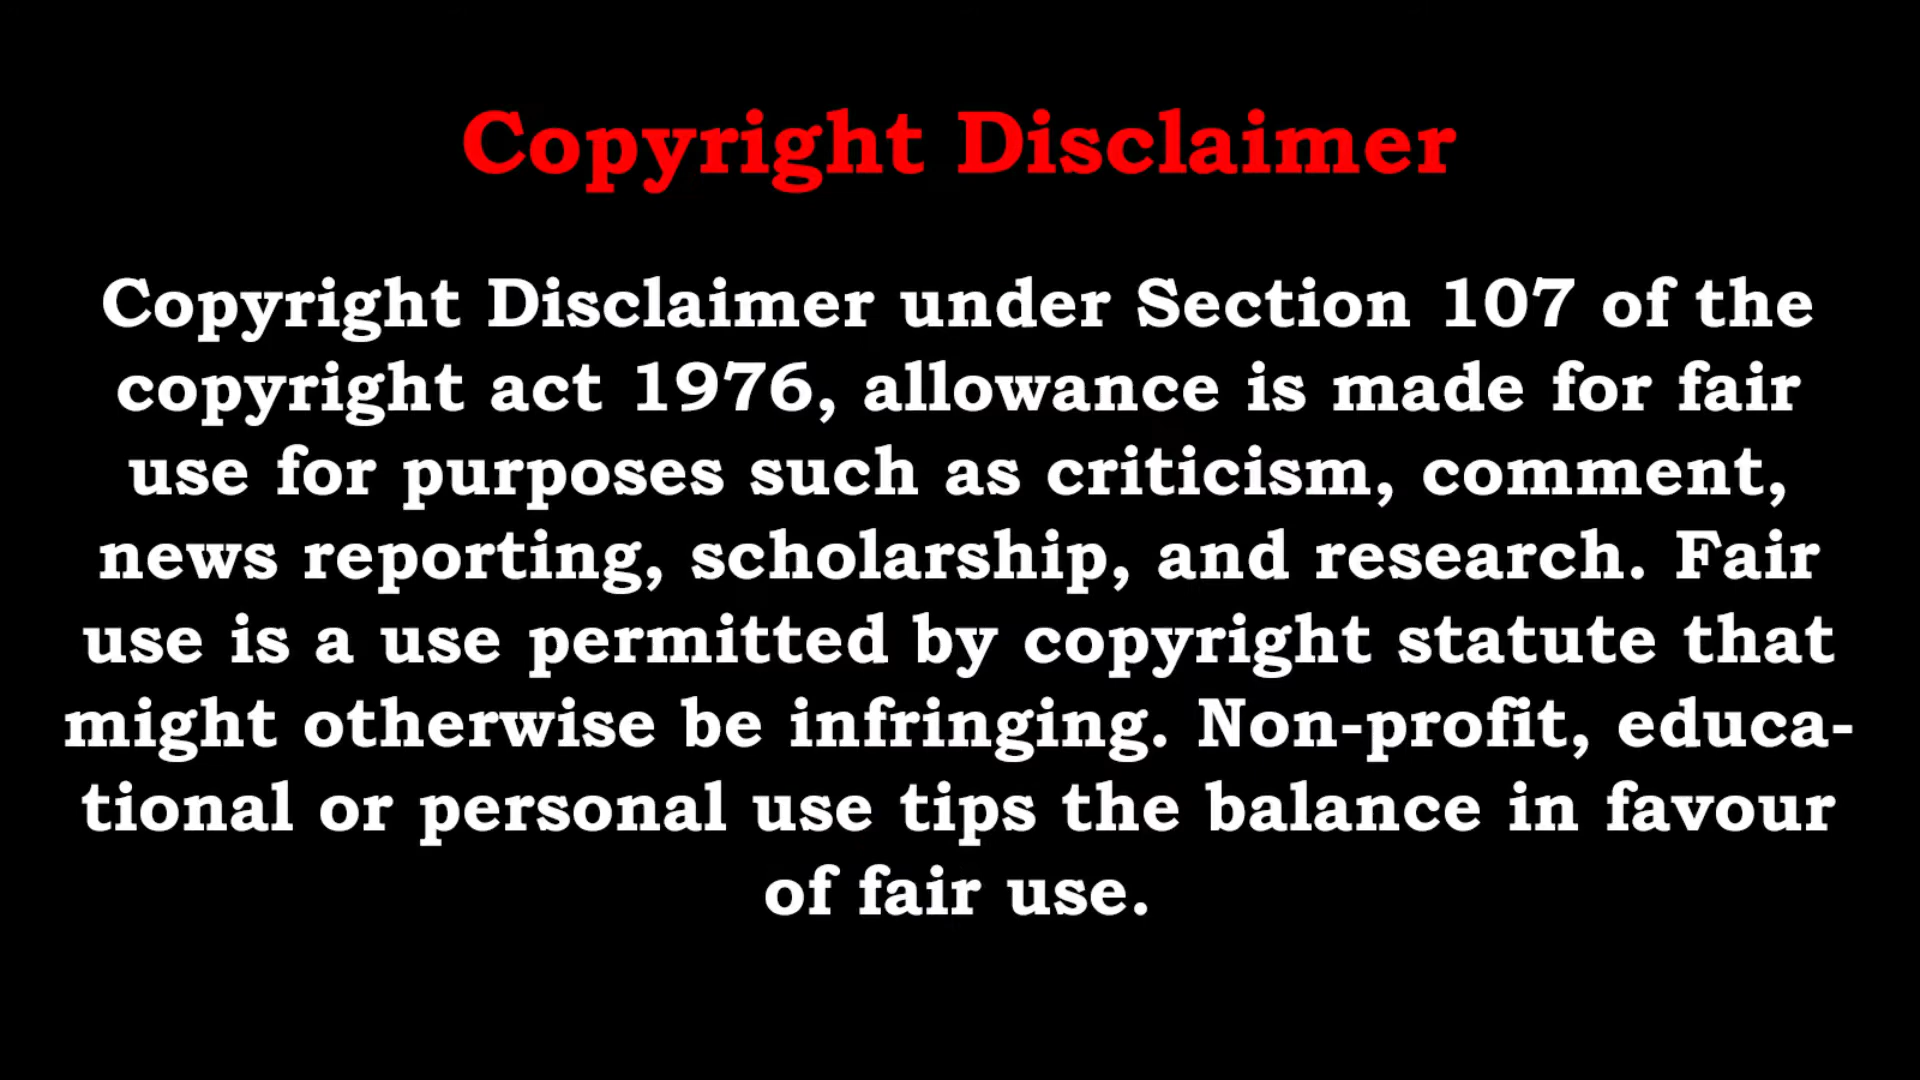 Copyright Disclaimer
Copyright Disclaimer under Section 107 of the
copyright act 1976, allowance is made for fair
use for purposes such as criticism, comment,
news reporting, scholarship, and research. Fair
use is a use permitted by copyright statute that
might otherwise be infringing. Non-profit, educa-
tional or personal use tips the balance in favour
of fair use.